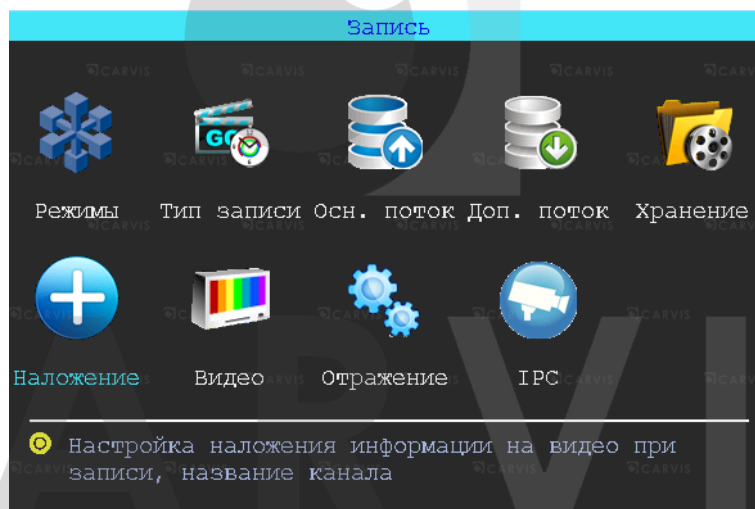 Запись
Режимы Тип записи Осн. поток Доп. поток Хранение
Наложение Видео Отражение IPC
Настройка наложения информации на видео при
записи, название канала
CARVIS